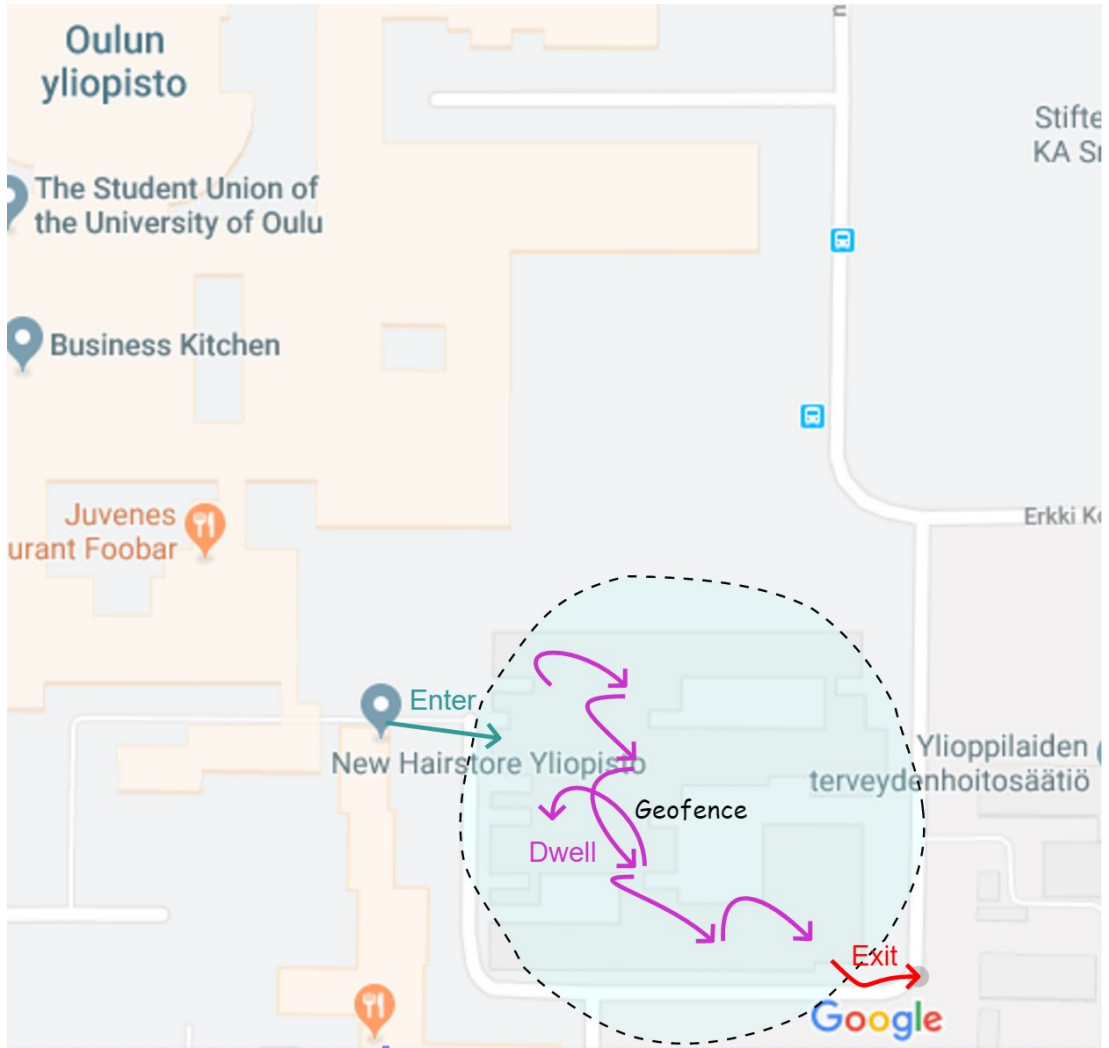 Oulun
yliopisto
Stifte
KA Sr
The Student Union of
the University of Oulu
Business Kitchen
Juvenes
urant Foobar
Erkki K
Enter
New Hairstore Yliopisto
Ylioppilaiden
terveydenhoitosäätiö
Geofence
Dwell
Exit
Google